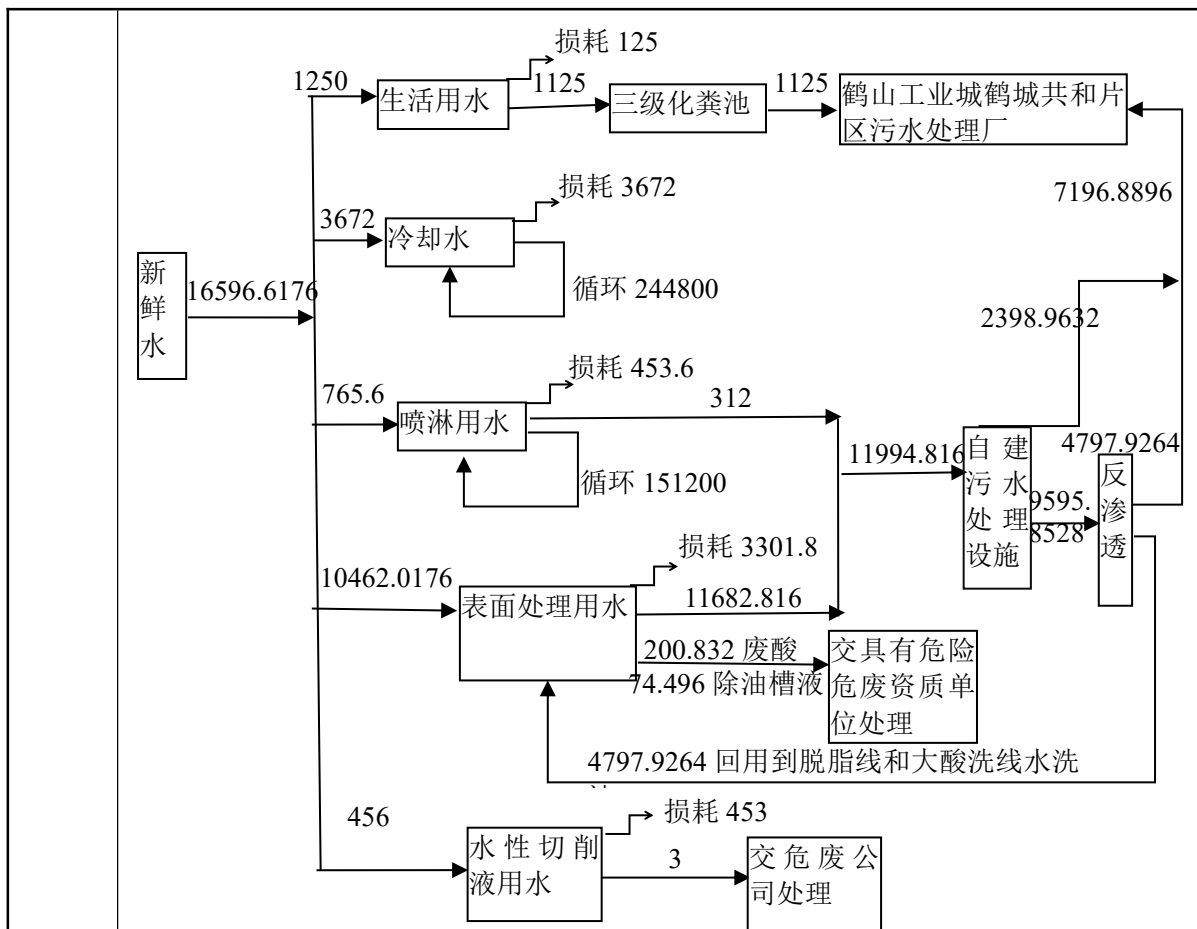 损耗 125
1250
生活用水
1125
三级化粪池
1125
鹤山工业城鹤城共和片
区污水处理厂
7196.8896
损耗 3672
3672
冷却水
循环 244800
新
鲜
水
16596.6176
2398.9632
损耗 453.6
765.6
喷淋用水
312
循环 151200
11994.816
自建
污水
处理
设施
4797.9264
9595.
8528
反
渗
透
损耗 3301.8
10462.0176
表面处理用水
11682.816
200.832 废酸
74.496 除油槽液
交具有危险
危废资质单
位处理
4797.9264 回用到脱脂线和大酸洗线水洗
456
损耗 453
水性切削
液用水
3
交危废公
司处理